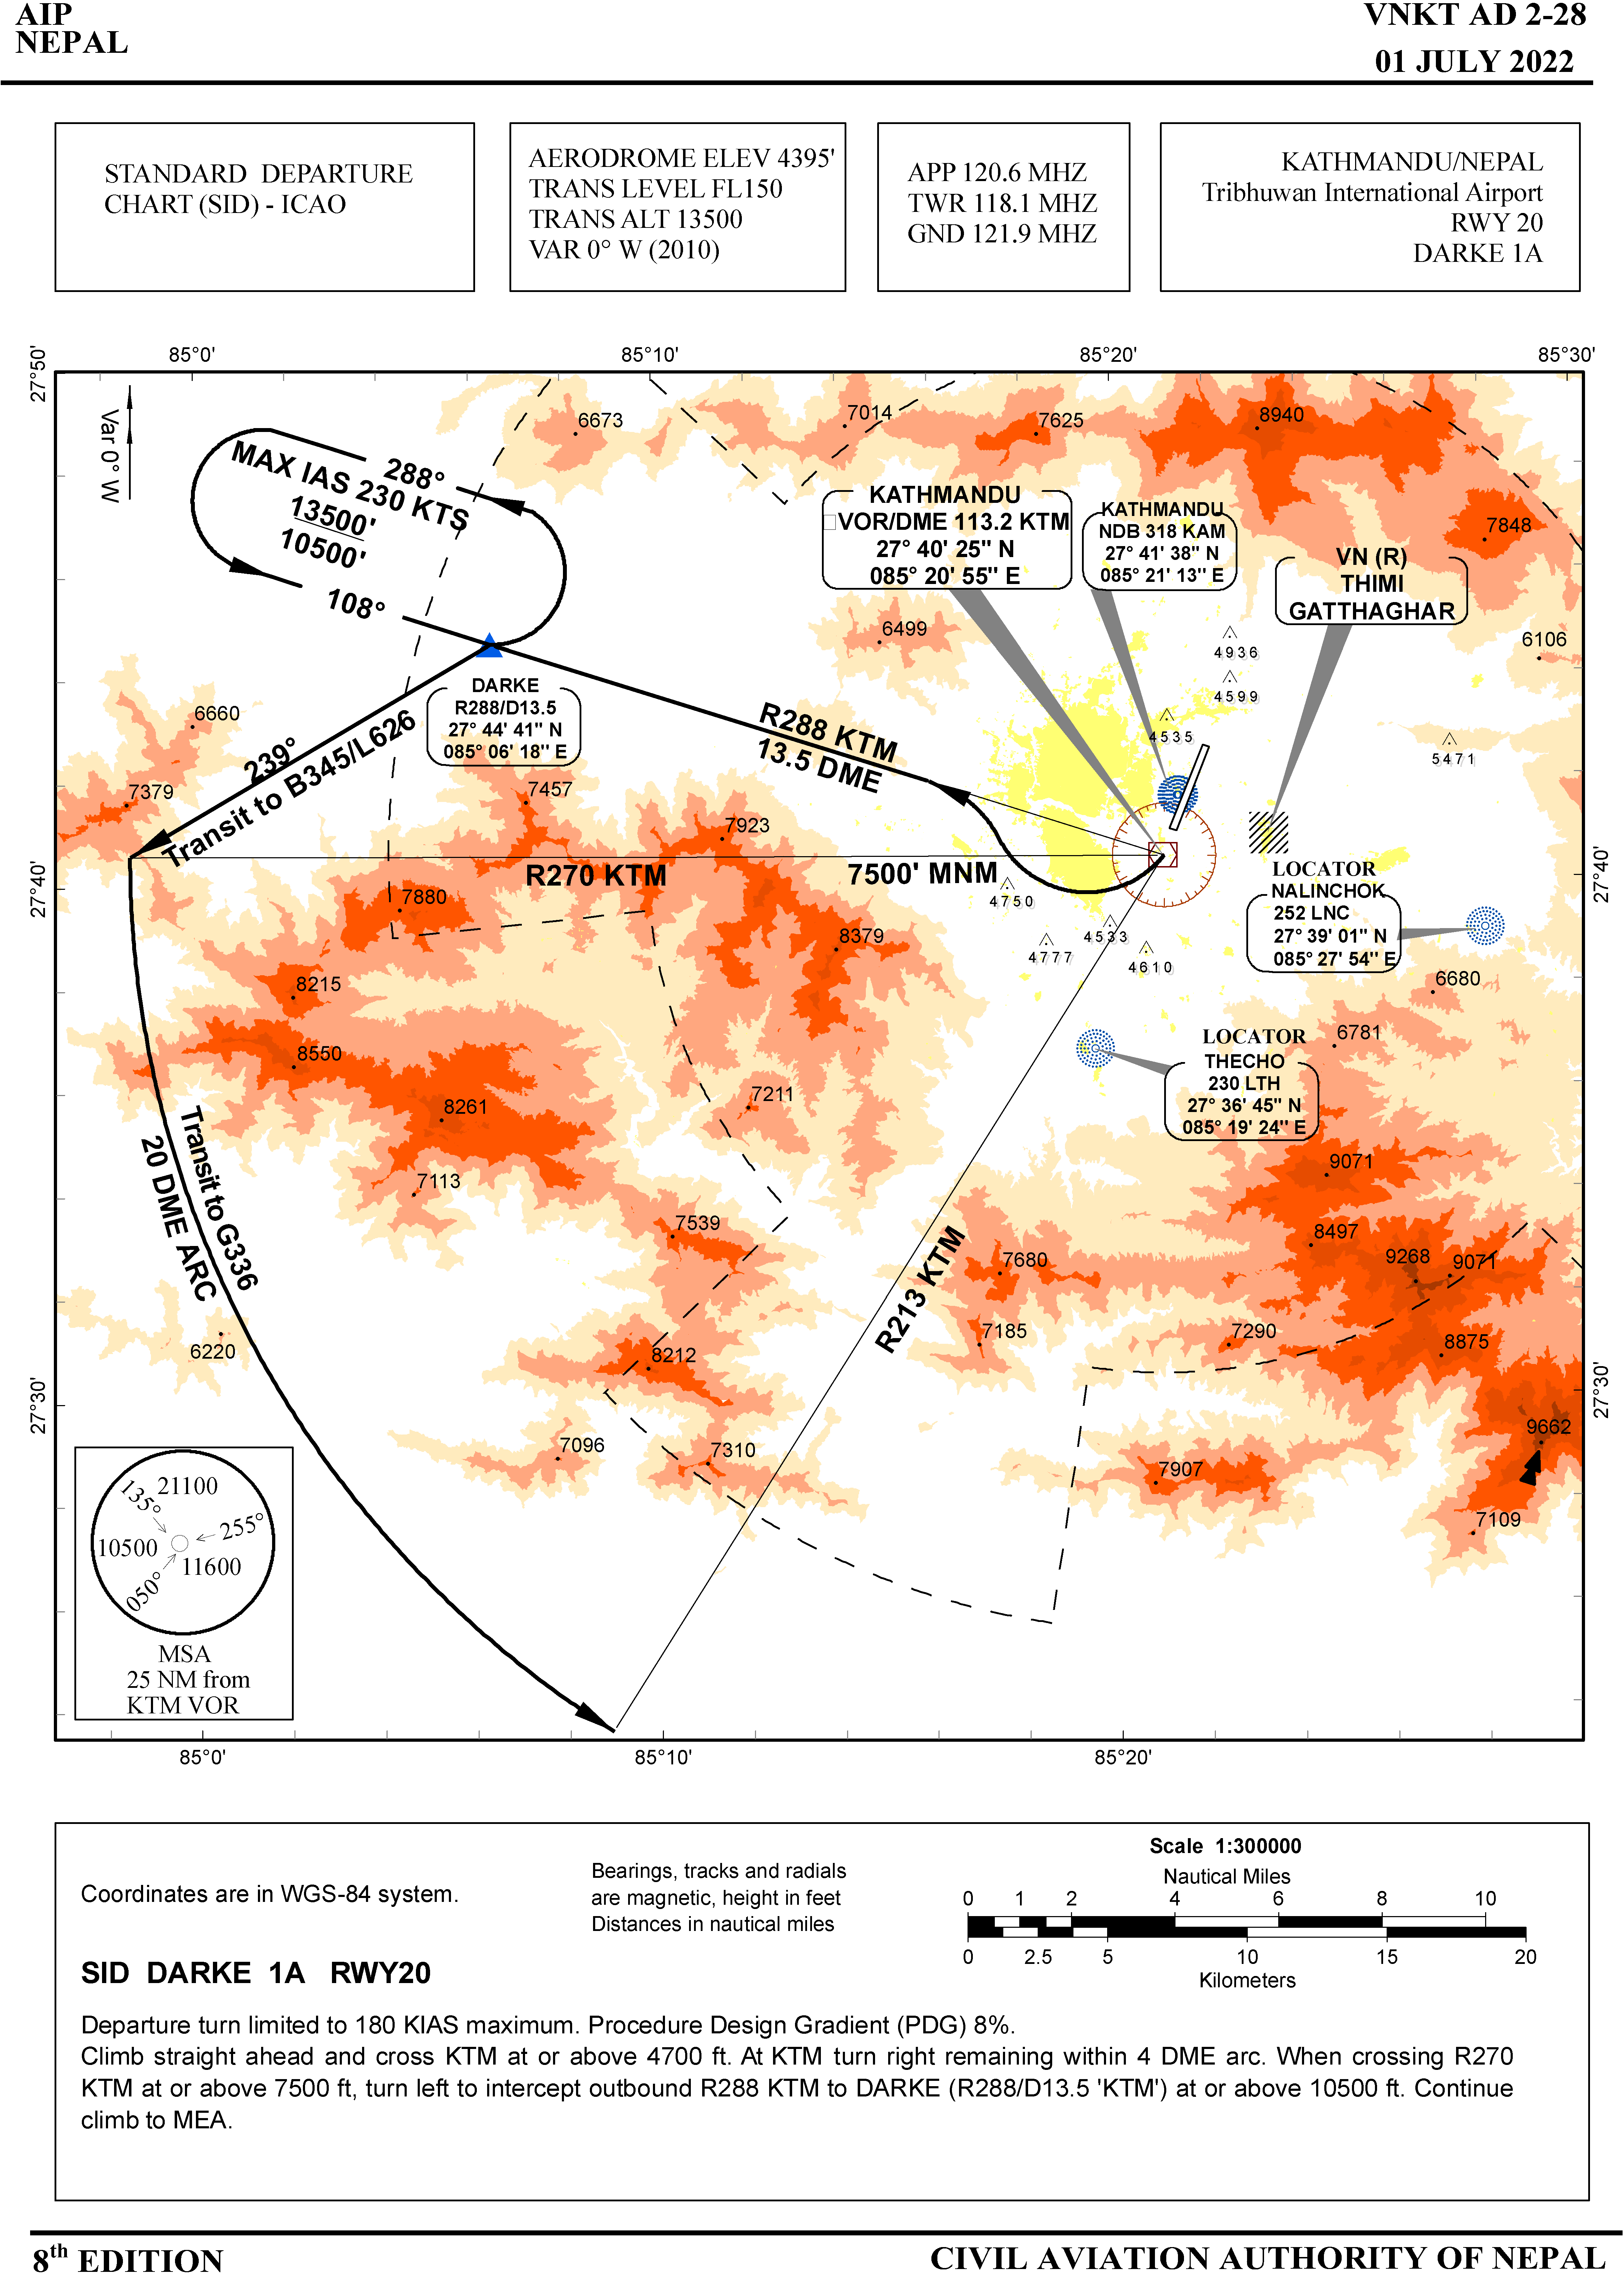 AIP
NEPAL
VNKT AD 2-28
01 JULY 2022
STANDARD DEPARTURE
CHART (SID) - ICAO
AERODROME ELEV 4395'
TRANS LEVEL FL150
TRANS ALT 13500
VAR 0° W (2010)
APP 120.6 MHZ
TWR 118.1 MHZ
GND 121.9 MHZ
KATHMANDU/NEPAL
Tribhuwan International Airport
RWY 20
DARKE 1A
85°0'
85°10'
85°20'
85°30'
27°50'
Var 0° W
6673
7014
7625
8940
288°
MAX IAS 230 KTS
13500'
10500'
108°
KATHMANDU
VOR/DME 113.2 KTM
27° 40' 25" N
085° 20' 55" E
KATHMANDU
NDB 318 KAM
27° 41' 38" N
085° 21' 13" E
7848
VN (R)
THIMI
GATTHAGHAR
6499
4936
6106
4599
DARKE
R288/D13.5
27° 44' 41" N
085° 06' 18" E
6660
R288 KTM
13.5 DME
4535
5471
239°
Transit to B345/L626
7379
7457
7923
27°40'
27°40'
R270 KTM
7500' MNM
4750
7880
8379
4533
4777
4610
LOCATOR
NALINCHOK
252 LNC
27° 39' 01" N
085° 27' 54" E
8215
6680
8550
6781
LOCATOR
THECHO
230 LTH
27° 36' 45" N
085° 19' 24" E
7211
8261
Transit to G336
20 DME ARC
7113
9071
7539
8497
7680
9268
9071
R213 KTM
6220
7185
7290
8875
8212
27°30'
27°30'
9662
7096
7310
7907
7109
135°
21100
255°
10500
11600
050°
MSA
25 NM from
KTM VOR
85°0'
85°10'
85°20'
Scale 1:300000
Nautical Miles
0 1 2 4 6 8 10
0 2.5 5 10 15 20
Kilometers
Coordinates are in WGS-84 system.
Bearings, tracks and radials
are magnetic, height in feet
Distances in nautical miles
SID DARKE 1A RWY20
Departure turn limited to 180 KIAS maximum. Procedure Design Gradient (PDG) 8%.
Climb straight ahead and cross KTM at or above 4700 ft. At KTM turn right remaining within 4 DME arc. When crossing R270
KTM at or above 7500 ft, turn left to intercept outbound R288 KTM to DARKE (R288/D13.5 'KTM') at or above 10500 ft. Continue
climb to MEA.
8th EDITION
CIVIL AVIATION AUTHORITY OF NEPAL